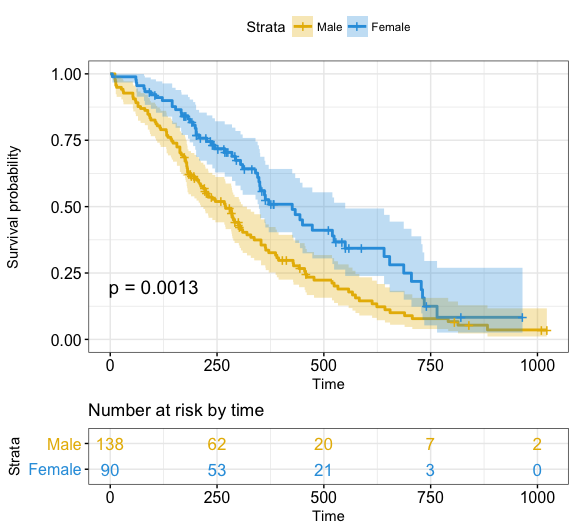 Strata Male Female
Survival probability
1.00
0.75
0.50
0.25
0.00
p = 0.0013
0 250 500 750 1000
Time
Number at risk by time
Strata
Male 138 62 20 7 2
Female 90 53 21 3 0
0 250 500 750 1000
Time